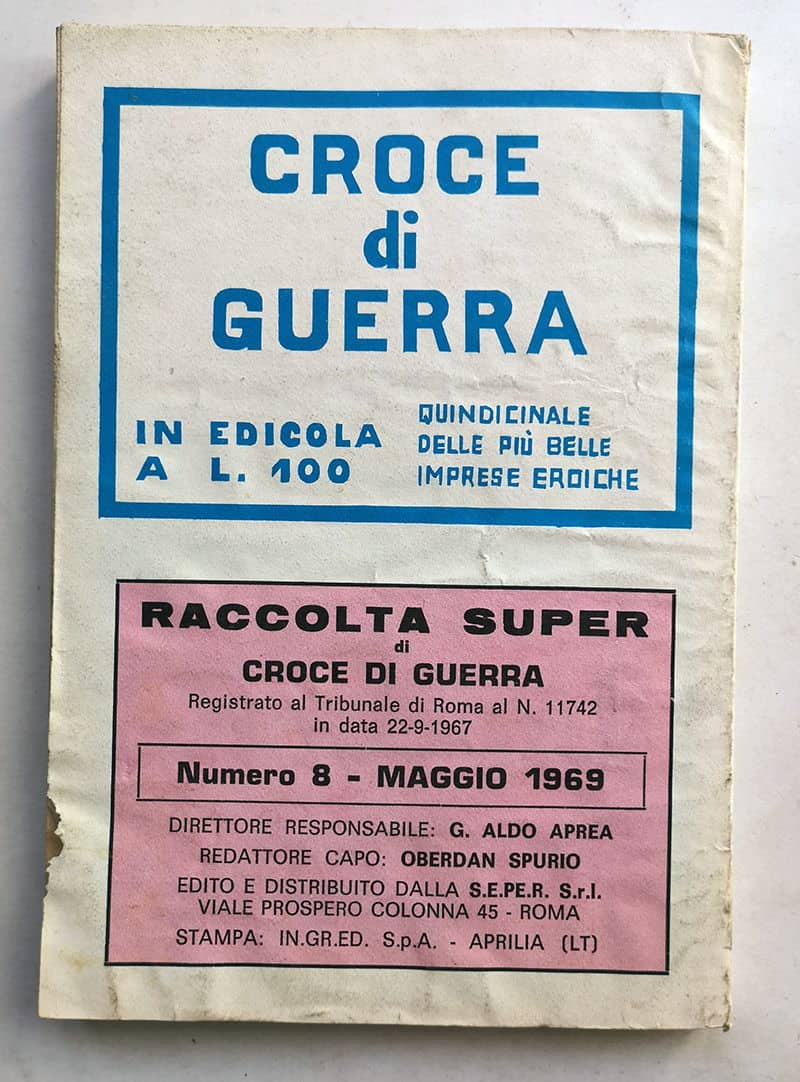 CROCE
di
GUERRA
IN EDICOLA
A L. 100
QUINDICINALE
DELLE PIÙ BELLE
IMPRESE EROICHE
RACCOLTA SUPER
di
CROCE DI GUERRA
Registrato al Tribunale di Roma al N. 11742
in data 22-9-1967
Numero 8 - MAGGIO 1969
DIRETTORE RESPONSABILE: G. ALDO APREA
REDATTORE CAPO: OBERDAN SPURIO
EDITO E DISTRIBUITO DALLA S.E.PE.R. S.r.l.
VIALE PROSPERO COLONNA 45 - ROMA
STAMPA: IN.GR.ED. S.p.A. - APRILIA (LT)